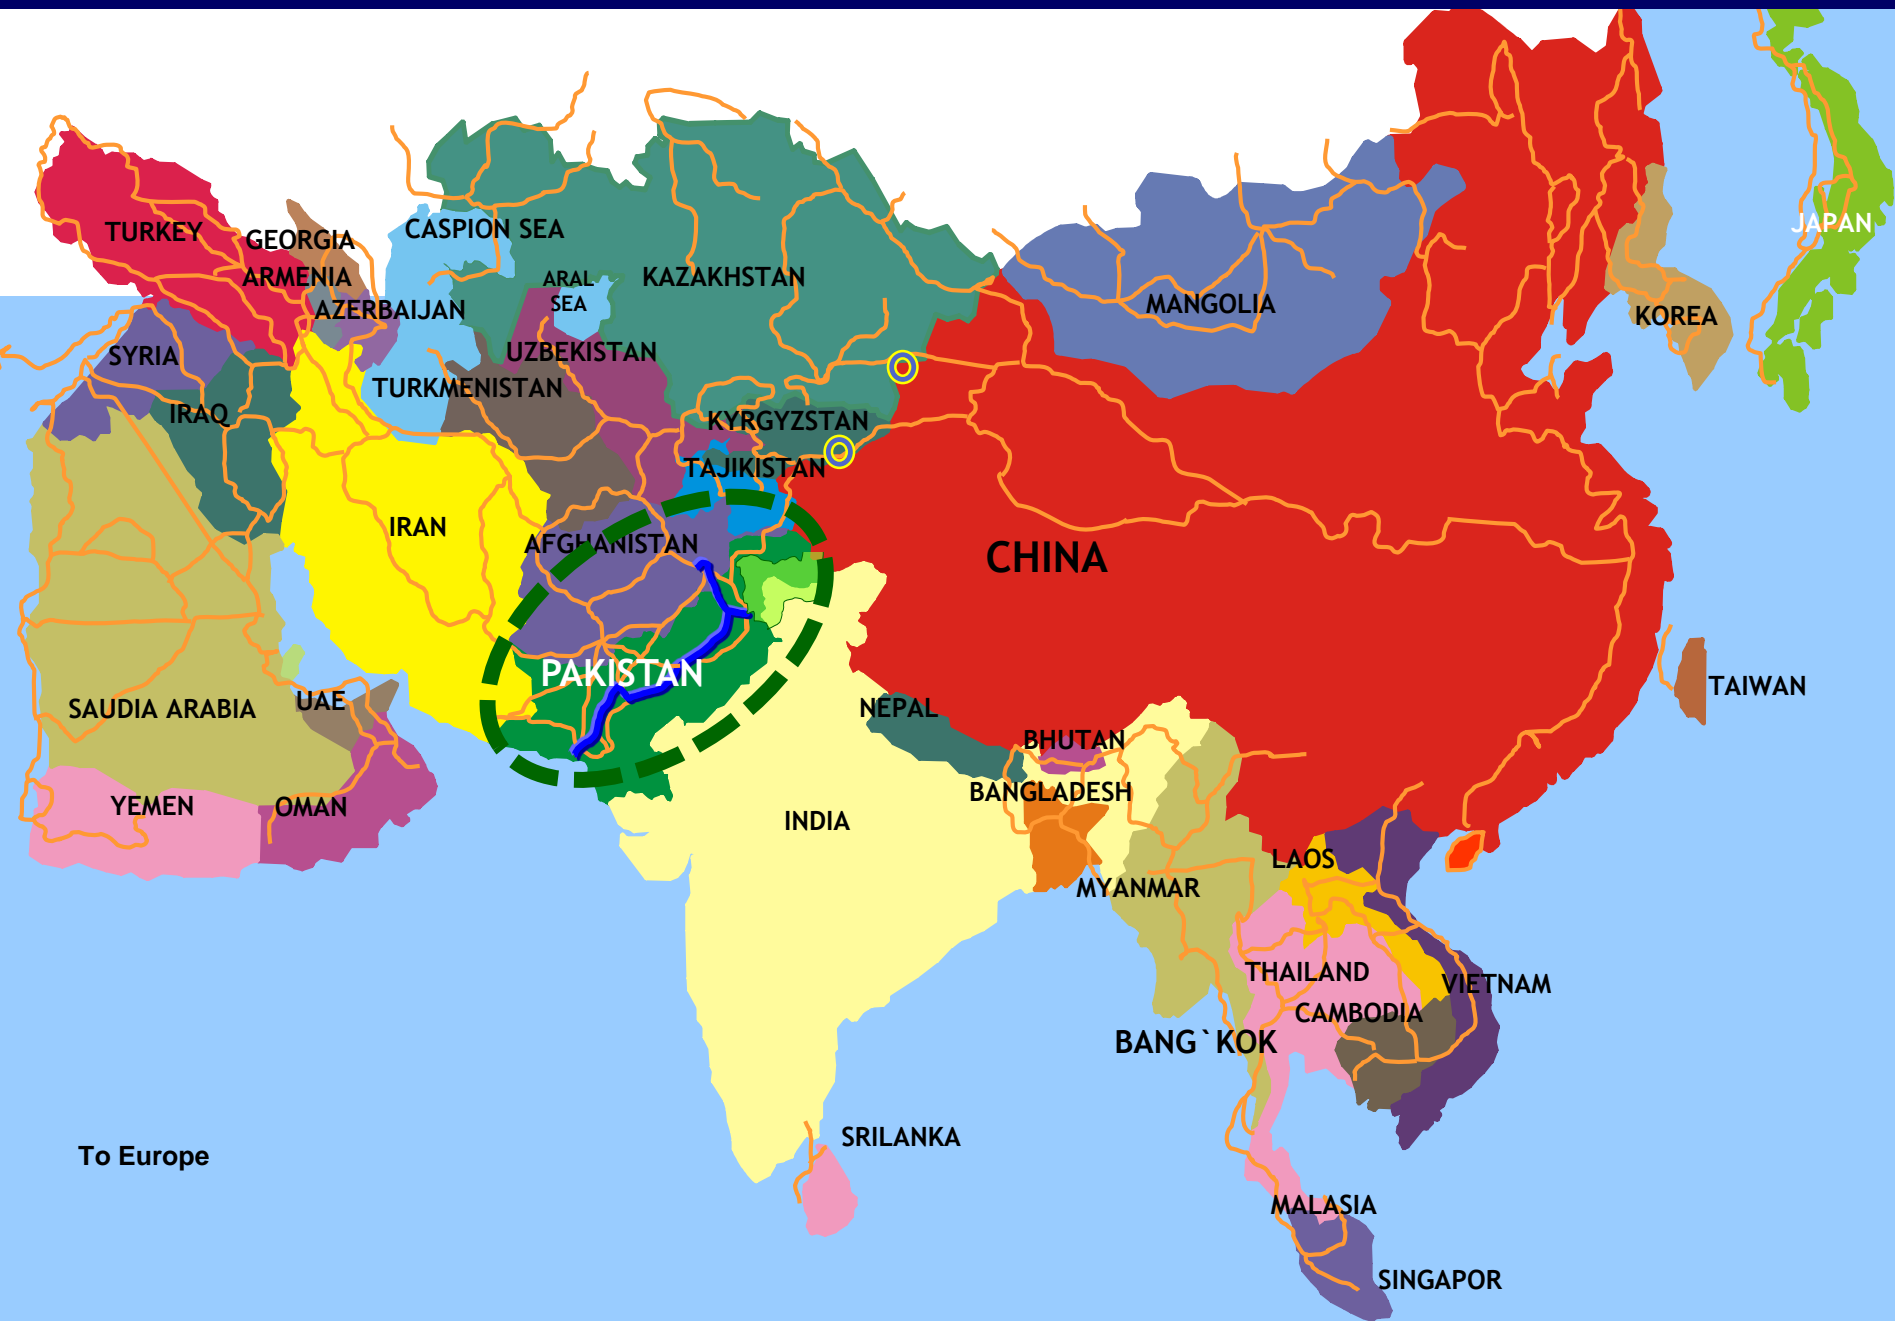 JAPAN
TURKEY
GEORGIA
CASPION SEA
ARMENIA
ARAL
SEA
KAZAKHSTAN
AZERBAIJAN
MANGOLIA
KOREA
SYRIA
UZBEKISTAN
TURKMENISTAN
IRAQ
KYRGYZSTAN
TAJIKISTAN
IRAN
AFGHANISTAN
CHINA
PAKISTAN
TAIWAN
SAUDIA ARABIA
UAE
NEPAL
BHUTAN
BANGLADESH
YEMEN
OMAN
INDIA
LAOS
MYANMAR
THAILAND
VIETNAM
CAMBODIA
BANG`KOK
SRILANKA
To Europe
MALASIA
SINGAPOR